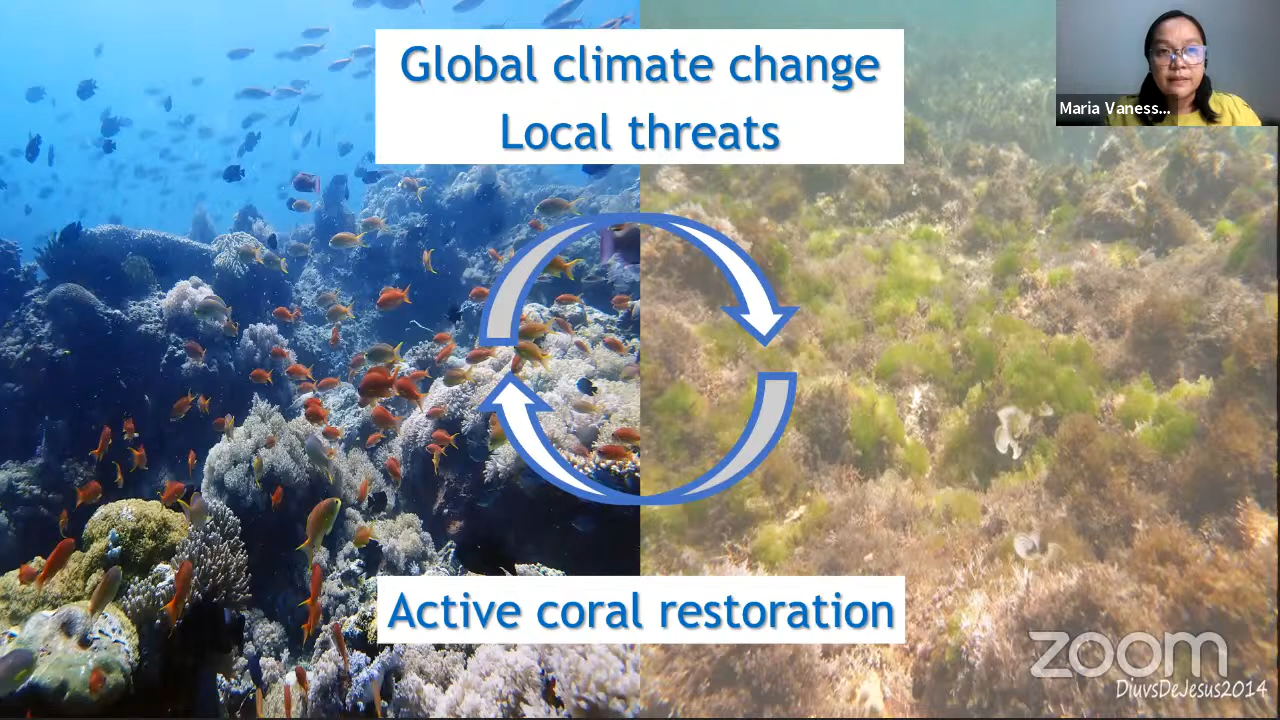 Global climate change
Local threats
Maria Vaness...
Active coral restoration
zoom
DiuvsDeJesus2014